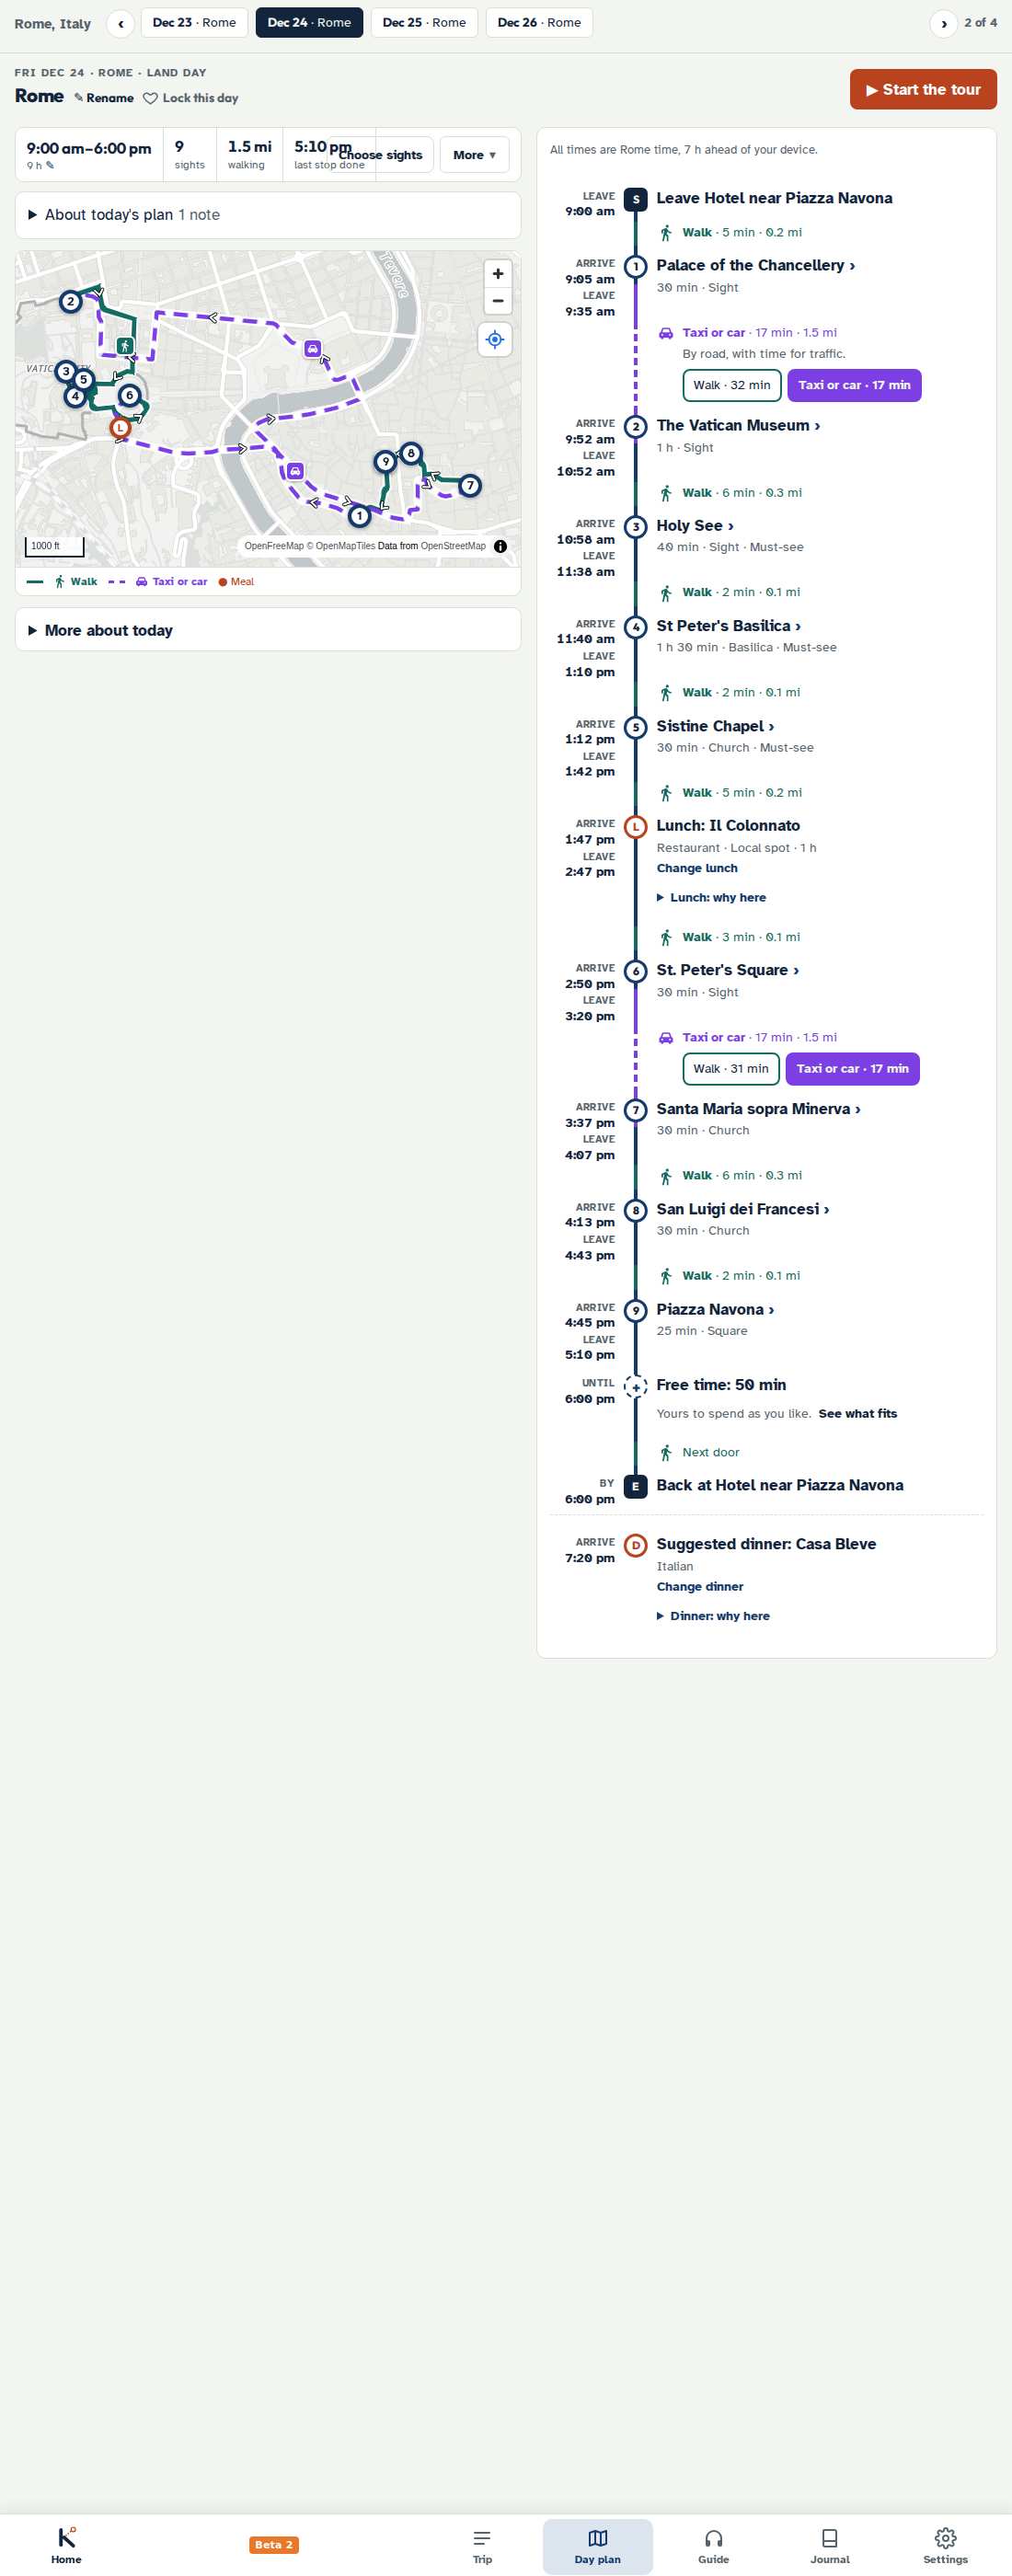 Rome, Italy
‹
Dec 23 · Rome
Dec 24 · Rome
Dec 25 · Rome
Dec 26 · Rome
›
2 of 4
FRI DEC 24 · ROME · LAND DAY
Rome ✎ Rename Lock this day
▶ Start the tour
9:00 am–6:00 pm
9 h ✎
9
sights
1.5 mi
walking
5:10 pm
last stop done
Choose sights
More ▼
▶ About today's plan 1 note
Tevere
2
3
5
4
6
L
9
8
7
1
+
−
1000 ft
OpenFreeMap © OpenMapTiles Data from OpenStreetMap
Walk
Taxi or car
Meal
▶ More about today
All times are Rome time, 7 h ahead of your device.
LEAVE
9:00 am
S
Leave Hotel near Piazza Navona
Walk · 5 min · 0.2 mi
ARRIVE
9:05 am
LEAVE
9:35 am
1
Palace of the Chancellery ›
30 min · Sight
Taxi or car · 17 min · 1.5 mi
By road, with time for traffic.
Walk · 32 min
Taxi or car · 17 min
ARRIVE
9:52 am
LEAVE
10:52 am
2
The Vatican Museum ›
1 h · Sight
Walk · 6 min · 0.3 mi
ARRIVE
10:58 am
LEAVE
11:38 am
3
Holy See ›
40 min · Sight · Must-see
Walk · 2 min · 0.1 mi
ARRIVE
11:40 am
LEAVE
1:10 pm
4
St Peter's Basilica ›
1 h 30 min · Basilica · Must-see
Walk · 2 min · 0.1 mi
ARRIVE
1:12 pm
LEAVE
1:42 pm
5
Sistine Chapel ›
30 min · Church · Must-see
Walk · 5 min · 0.2 mi
ARRIVE
1:47 pm
LEAVE
2:47 pm
L
Lunch: Il Colonnato
Restaurant · Local spot · 1 h
Change lunch
▶ Lunch: why here
Walk · 3 min · 0.1 mi
ARRIVE
2:50 pm
LEAVE
3:20 pm
6
St. Peter's Square ›
30 min · Sight
Taxi or car · 17 min · 1.5 mi
Walk · 31 min
Taxi or car · 17 min
ARRIVE
3:37 pm
LEAVE
4:07 pm
7
Santa Maria sopra Minerva ›
30 min · Church
Walk · 6 min · 0.3 mi
ARRIVE
4:13 pm
LEAVE
4:43 pm
8
San Luigi dei Francesi ›
30 min · Church
Walk · 2 min · 0.1 mi
ARRIVE
4:45 pm
LEAVE
5:10 pm
9
Piazza Navona ›
25 min · Square
UNTIL
6:00 pm
+
Free time: 50 min
Yours to spend as you like. See what fits
Next door
BY
6:00 pm
E
Back at Hotel near Piazza Navona
ARRIVE
7:20 pm
D
Suggested dinner: Casa Bleve
Italian
Change dinner
▶ Dinner: why here
Home
Beta 2
Trip
Day plan
Guide
Journal
Settings